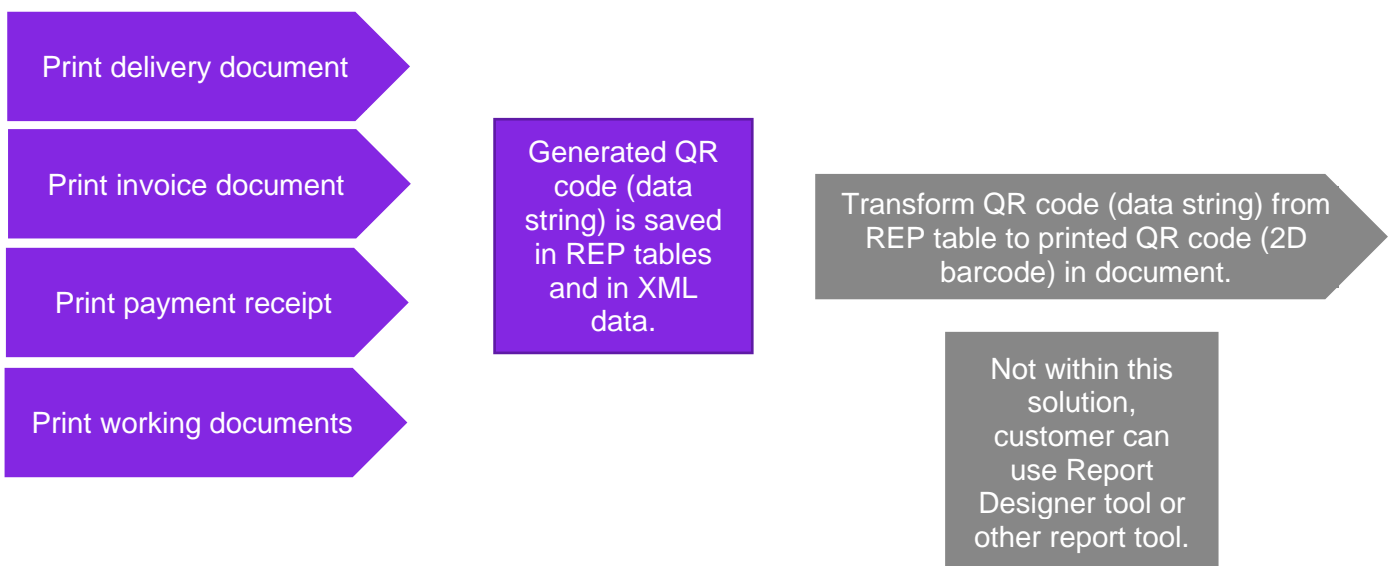 Print delivery document
Print invoice document
Print payment receipt
Print working documents
Generated QR
code (data
string) is saved
in REP tables
and in XML
data.
Transform QR code (data string) from
REP table to printed QR code (2D
barcode) in document.
Not within this
solution,
customer can
use Report
Designer tool or
other report tool.